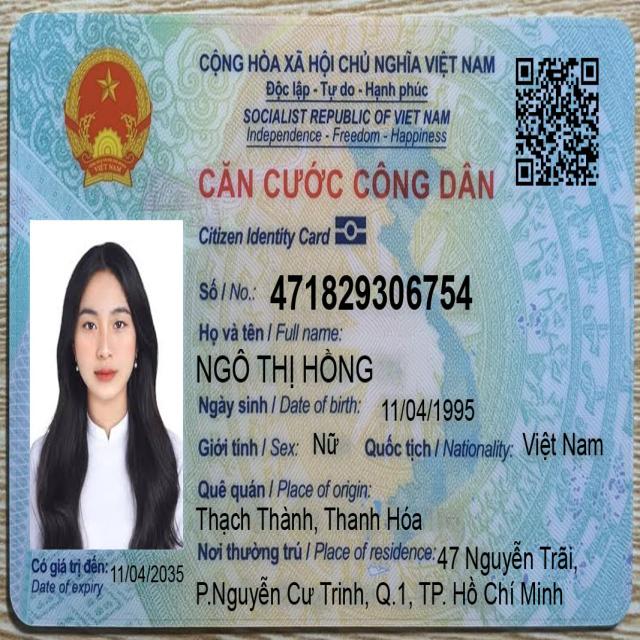 CỘNG HÒA XÃ HỘI CHỦ NGHĨA VIỆT NAM
Độc lập - Tự do - Hạnh phúc
SOCIALIST REPUBLIC OF VIET NAM
Independence - Freedom - Happiness
CĂN CƯỚC CÔNG DÂN
Citizen Identity Card
Số / No.: 471829306754
Họ và tên / Full name:
NGÔ THỊ HỒNG
Ngày sinh / Date of birth: 11/04/1995
Giới tính / Sex: Nữ Quốc tịch / Nationality: Việt Nam
Quê quán / Place of origin:
Thạch Thành, Thanh Hóa
Nơi thường trú / Place of residence: 47 Nguyễn Trãi,
P.Nguyễn Cư Trinh, Q.1, TP. Hồ Chí Minh
Có giá trị đến: 11/04/2035
Date of expiry
VIỆT NAM